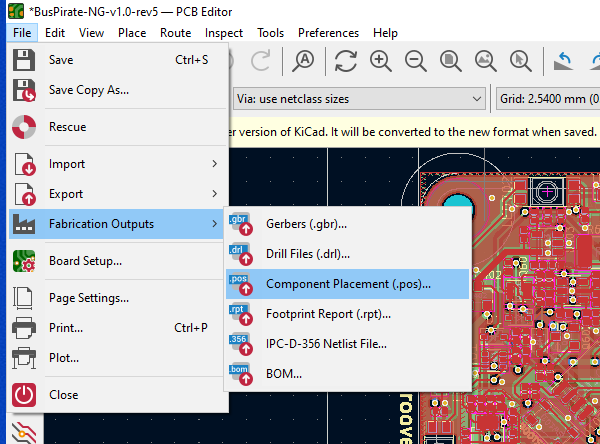 *BusPirate-NG-v1.0-rev5 — PCB Editor
File Edit View Place Route Inspect Tools Preferences Help
Save Ctrl+S
Save Copy As...
Via: use netclass sizes
Grid: 2.5400 mm (0
Rescue
er version of KiCad. It will be converted to the new format when saved.
Import
Export
Fabrication Outputs
.gbr Gerbers (.gbr)...
.drl Drill Files (.drl)...
Board Setup...
.pos Component Placement (.pos)...
Page Settings...
.rpt Footprint Report (.rpt)...
Print... Ctrl+P
.356 IPC-D-356 Netlist File...
Plot...
.bom BOM...
Close
roove